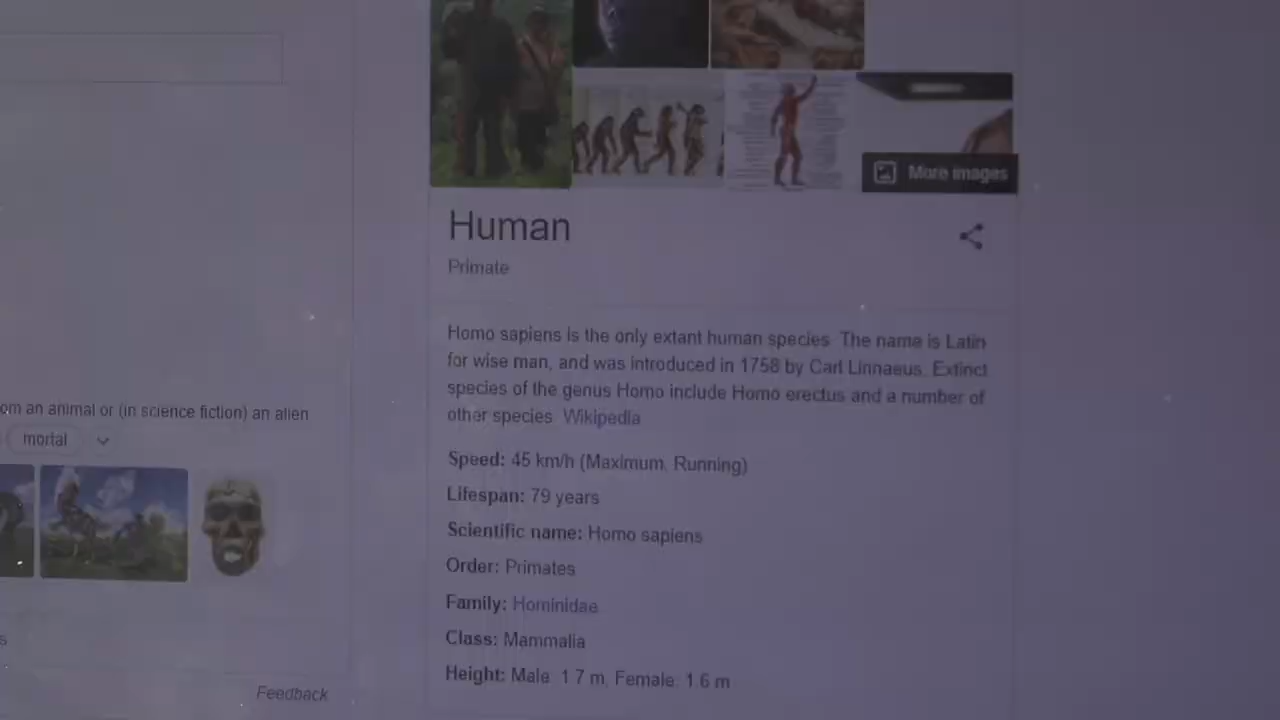 More images
Human
Primate
Homo sapiens is the only extant human species. The name is Latin
for wise man, and was introduced in 1758 by Carl Linnaeus. Extinct
species of the genus Homo include Homo erectus and a number of
other species. Wikipedia
Speed: 45 km/h (Maximum, Running)
Lifespan: 79 years
Scientific name: Homo sapiens
Order: Primates
Family: Hominidae
Class: Mammalia
Height: Male: 1.7 m, Female: 1.6 m
om an animal or (in science fiction) an alien
mortal
s
Feedback